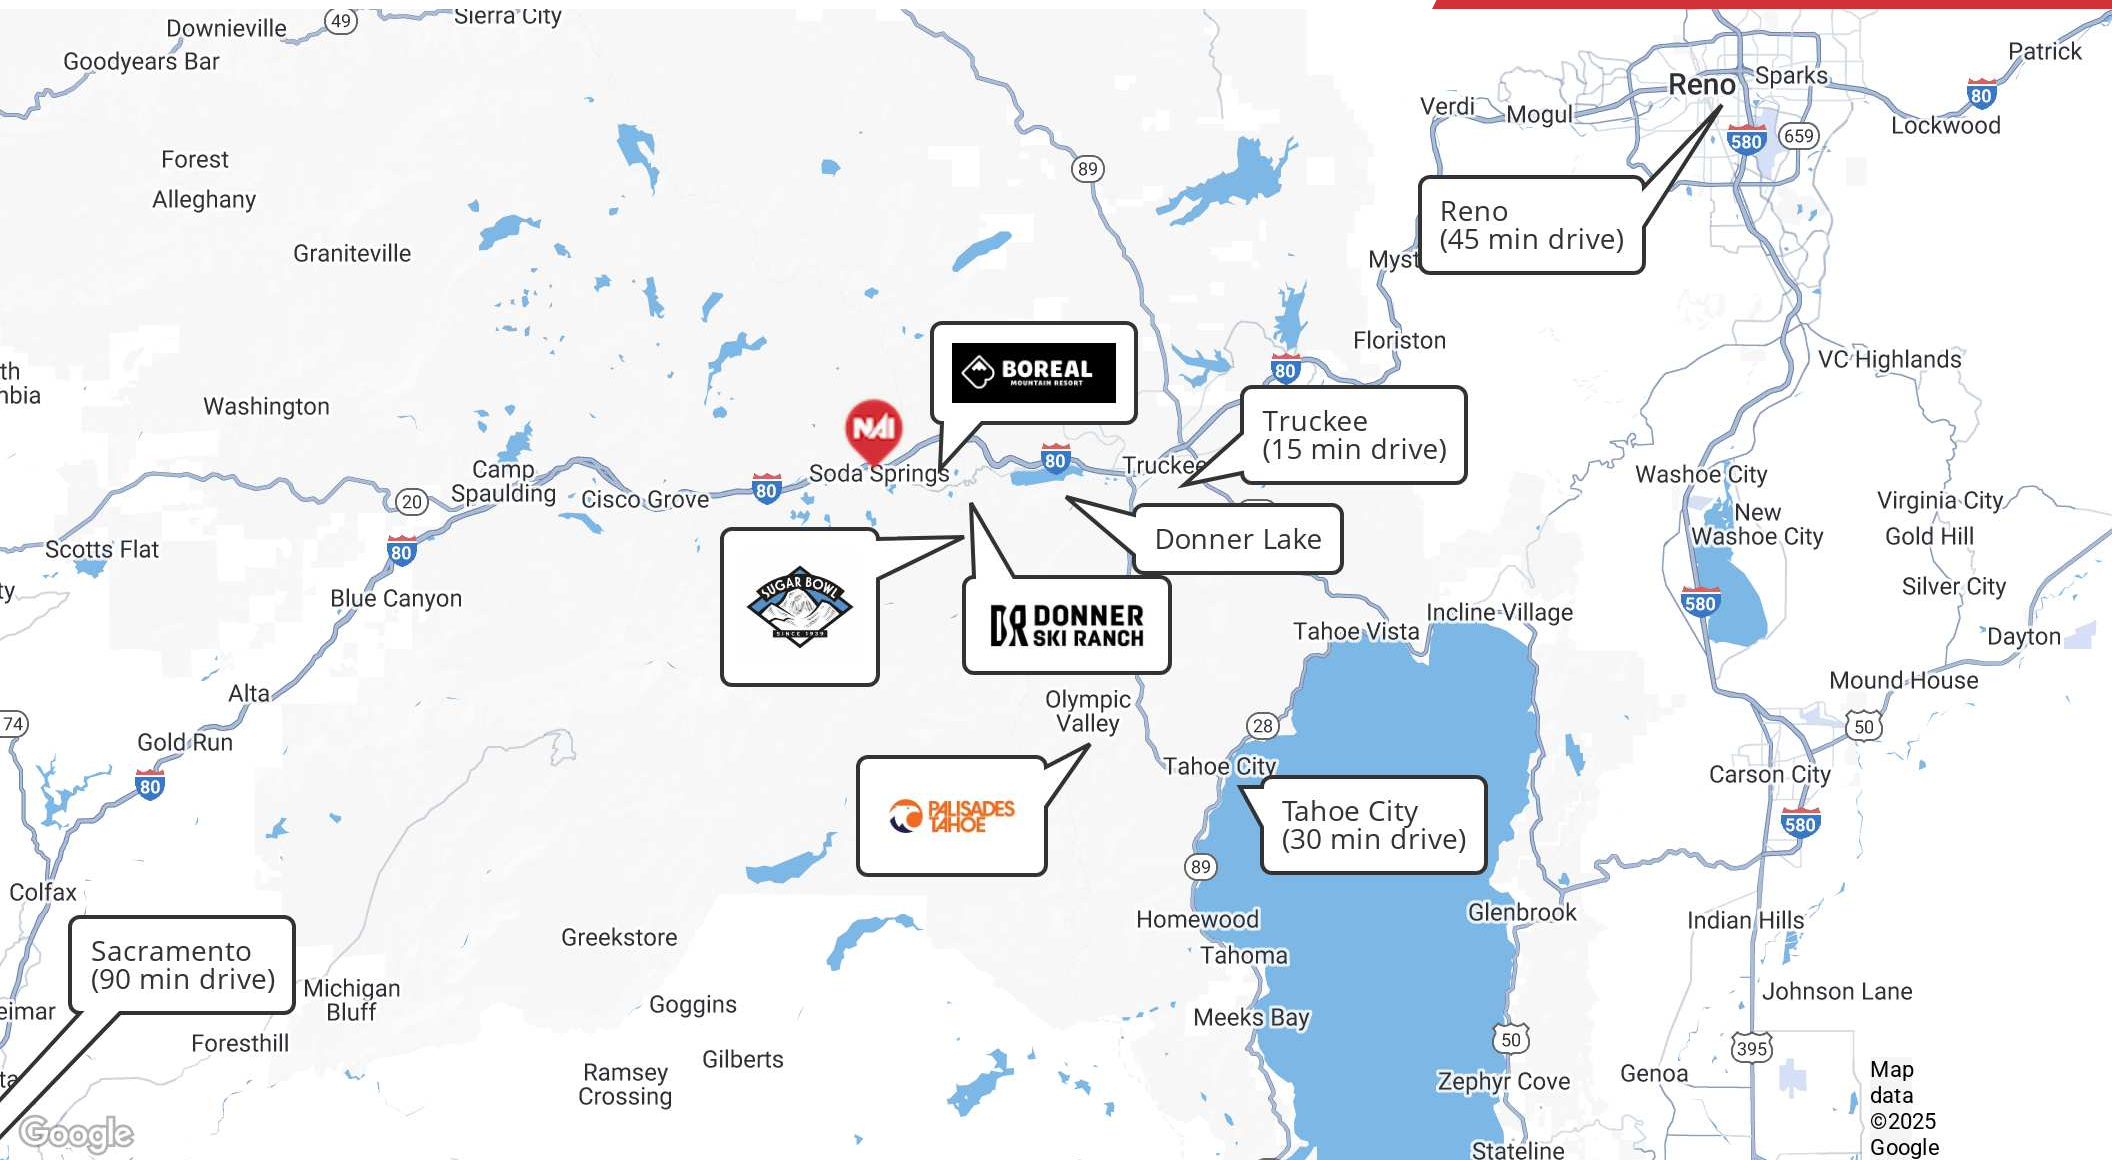 Downieville
49
Sierra City
Goodyears Bar
Patrick
Reno
Sparks
80
Verdi
Mogul
Lockwood
580
659
Forest
Alleghany
89
Reno
(45 min drive)
Graniteville
Myst
Floriston
VC Highlands
BOREAL
MOUNTAIN RESORT
80
th
nbia
Washington
NAI
Truckee
(15 min drive)
Soda Springs
80
Truckee
Camp
Spaulding
Cisco Grove
80
20
Washoe City
New
Washoe City
Virginia City
Gold Hill
Scotts Flat
80
Donner Lake
ty
Blue Canyon
SUGAR BOWL
SINCE 1939
DONNER
SKI RANCH
Silver City
580
Incline Village
Tahoe Vista
Dayton
Mound House
Alta
Olympic
Valley
74
28
50
Gold Run
80
Tahoe City
Carson City
PALISADES
TAHOE
Tahoe City
(30 min drive)
580
89
Colfax
Homewood
Glenbrook
Indian Hills
Greekstore
Sacramento
(90 min drive)
Tahoma
Michigan
Bluff
Goggins
Johnson Lane
eimar
Meeks Bay
Foresthill
50
395
Gilberts
Ramsey
Crossing
ta
Zephyr Cove
Genoa
Stateline
Google
Map
data
©2025
Google